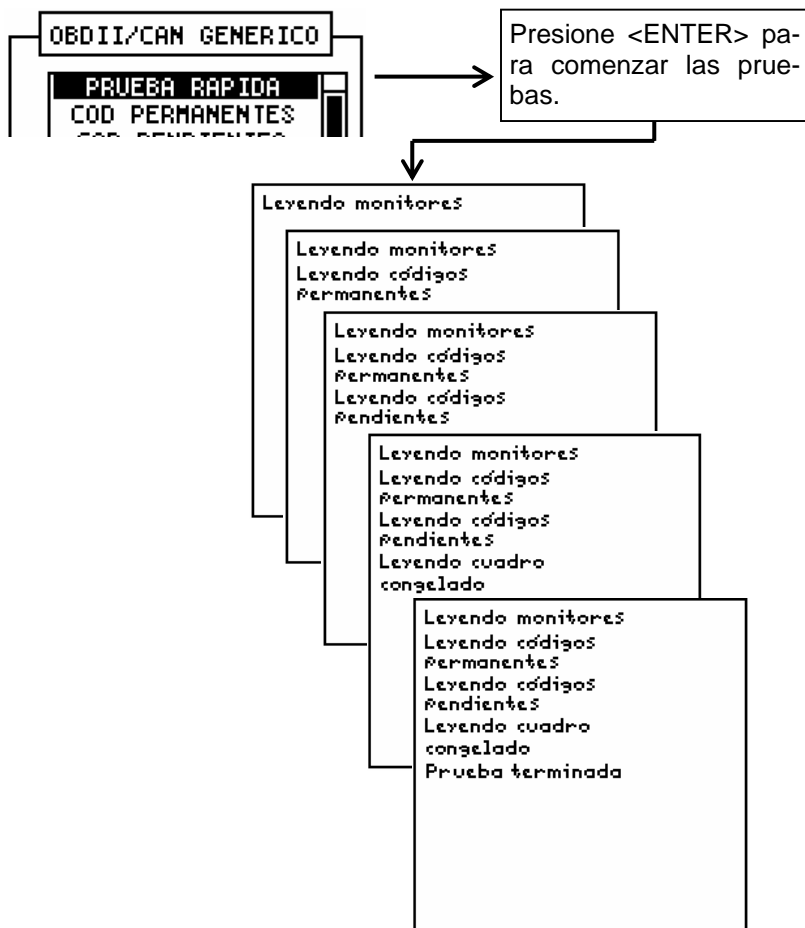 OBDII/CAN GENERICO
PRUEBA RAPIDA
COD PERMANENTES
COD PENDIENTES
Presione <ENTER> pa-
ra comenzar las prue-
bas.
Leyendo monitores
Leyendo monitores
Leyendo códigos
permanentes
Leyendo monitores
Leyendo códigos
permanentes
Leyendo códigos
pendientes
Leyendo monitores
Leyendo códigos
permanentes
Leyendo códigos
pendientes
Leyendo cuadro
congelado
Leyendo monitores
Leyendo códigos
permanentes
Leyendo códigos
pendientes
Leyendo cuadro
congelado
Prueba terminada